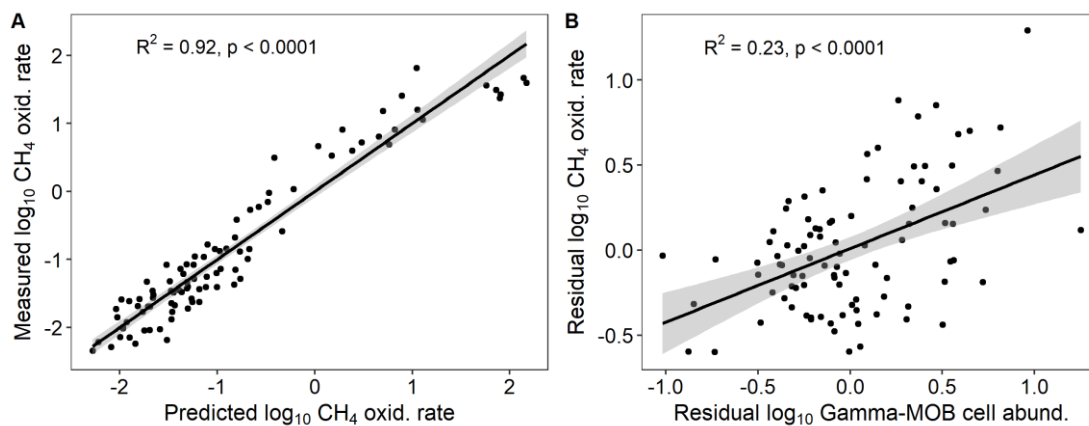 A
R² = 0.92, p < 0.0001
Measured log₁₀ CH₄ oxid. rate
2
1
0
-1
-2
-2
-1
0
1
2
Predicted log₁₀ CH₄ oxid. rate
B
R² = 0.23, p < 0.0001
Residual log₁₀ CH₄ oxid. rate
1.0
0.5
0.0
-0.5
-1.0
-0.5
0.0
0.5
1.0
Residual log₁₀ Gamma-MOB cell abund.